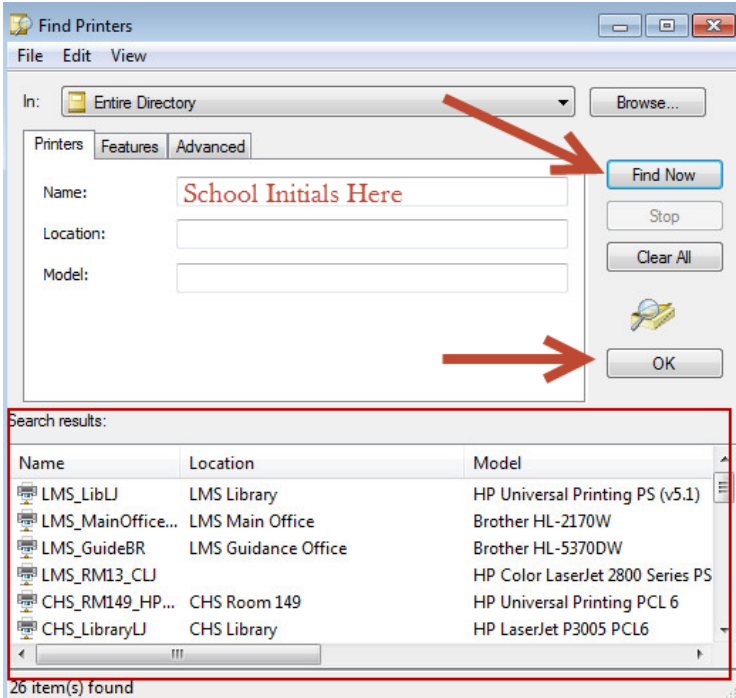 Find Printers
File Edit View
In: Entire Directory Browse...
Printers Features Advanced
Find Now
Name: School Initials Here
Stop
Location:
Clear All
Model:
OK
Search results:
Name Location Model
LMS_LibLJ LMS Library HP Universal Printing PS (v5.1)
LMS_MainOffice... LMS Main Office Brother HL-2170W
LMS_GuideBR LMS Guidance Office Brother HL-5370DW
LMS_RM13_CLJ HP Color LaserJet 2800 Series PS
CHS_RM149_HP... CHS Room 149 HP Universal Printing PCL 6
CHS_LibraryLJ CHS Library HP LaserJet P3005 PCL6
26 item(s) found